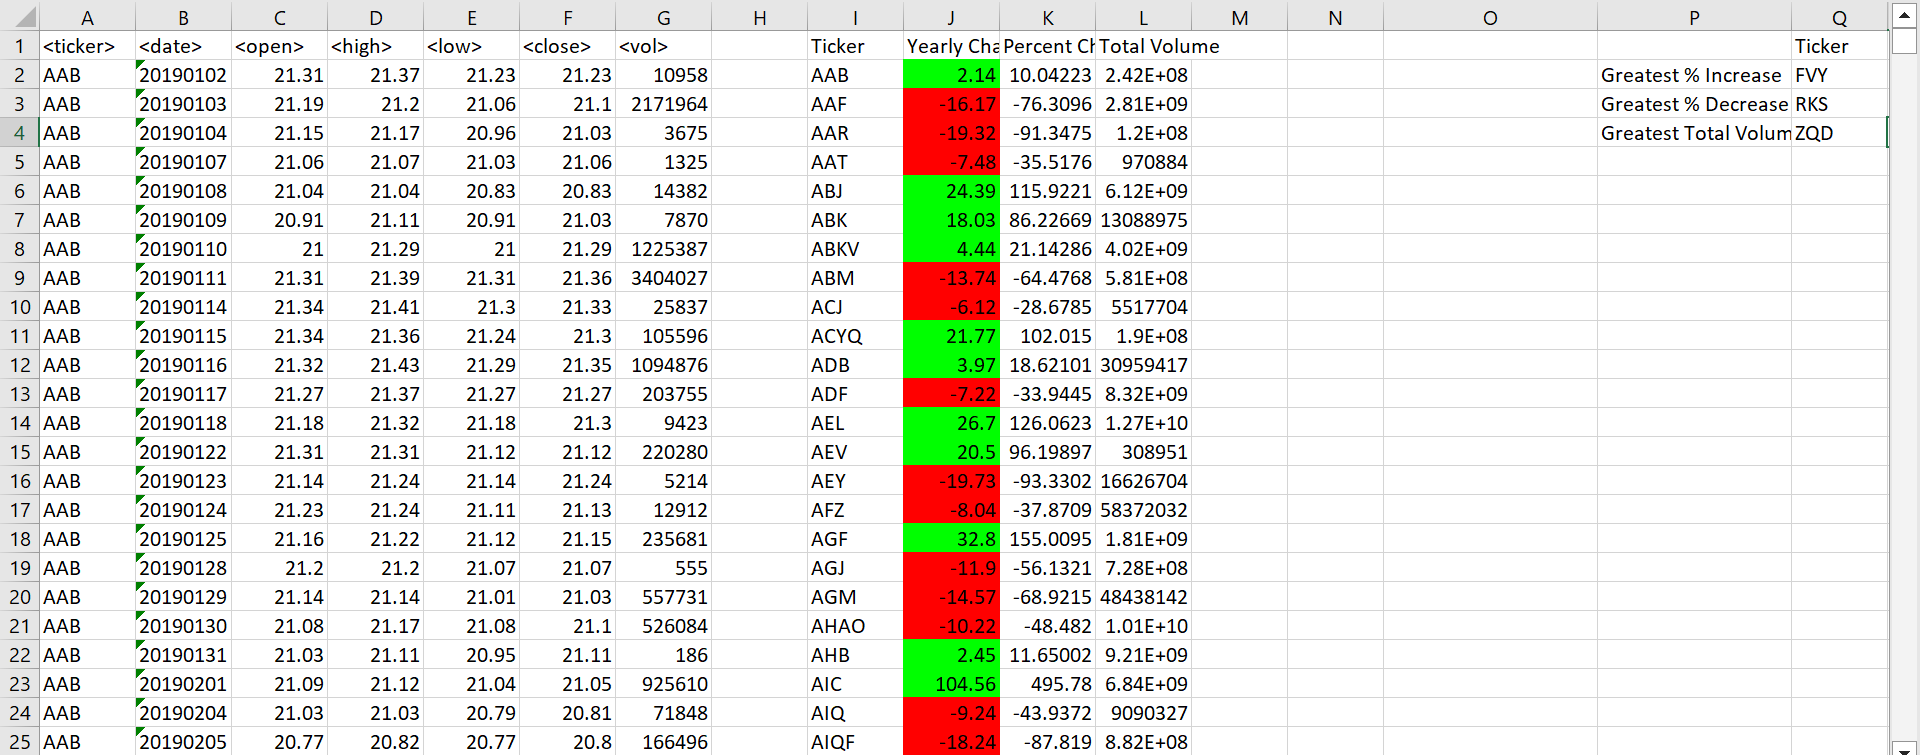 A B C D E F G H I J K L M N O P Q
1 <ticker> <date> <open> <high> <low> <close> <vol> Ticker Yearly Cha Percent Ch Total Volume Ticker
2 AAB 20190102 21.31 21.37 21.23 21.23 10958 AAB 2.14 10.04223 2.42E+08 Greatest % Increase FVY
3 AAB 20190103 21.19 21.2 21.06 21.1 2171964 AAF -16.17 -76.3096 2.81E+09 Greatest % Decrease RKS
4 AAB 20190104 21.15 21.17 20.96 21.03 3675 AAR -19.32 -91.3475 1.2E+08 Greatest Total Volum ZQD
5 AAB 20190107 21.06 21.07 21.03 21.06 1325 AAT -7.48 -35.5176 970884
6 AAB 20190108 21.04 21.04 20.83 20.83 14382 ABJ 24.39 115.9221 6.12E+09
7 AAB 20190109 20.91 21.11 20.91 21.03 7870 ABK 18.03 86.22669 13088975
8 AAB 20190110 21 21.29 21 21.29 1225387 ABKV 4.44 21.14286 4.02E+09
9 AAB 20190111 21.31 21.39 21.31 21.36 3404027 ABM -13.74 -64.4768 5.81E+08
10 AAB 20190114 21.34 21.41 21.3 21.33 25837 ACJ -6.12 -28.6785 5517704
11 AAB 20190115 21.34 21.36 21.24 21.3 105596 ACYQ 21.77 102.015 1.9E+08
12 AAB 20190116 21.32 21.43 21.29 21.35 1094876 ADB 3.97 18.62101 30959417
13 AAB 20190117 21.27 21.37 21.27 21.27 203755 ADF -7.22 -33.9445 8.32E+09
14 AAB 20190118 21.18 21.32 21.18 21.3 9423 AEL 26.7 126.0623 1.27E+10
15 AAB 20190122 21.31 21.31 21.12 21.12 220280 AEV 20.5 96.19897 308951
16 AAB 20190123 21.14 21.24 21.14 21.24 5214 AEY -19.73 -93.3302 16626704
17 AAB 20190124 21.23 21.24 21.11 21.13 12912 AFZ -8.04 -37.8709 58372032
18 AAB 20190125 21.16 21.22 21.12 21.15 235681 AGF 32.8 155.0095 1.81E+09
19 AAB 20190128 21.2 21.2 21.07 21.07 555 AGJ -11.9 -56.1321 7.28E+08
20 AAB 20190129 21.14 21.14 21.01 21.03 557731 AGM -14.57 -68.9215 48438142
21 AAB 20190130 21.08 21.17 21.08 21.1 526084 AHAO -10.22 -48.482 1.01E+10
22 AAB 20190131 21.03 21.11 20.95 21.11 186 AHB 2.45 11.65002 9.21E+09
23 AAB 20190201 21.09 21.12 21.04 21.05 925610 AIC 104.56 495.78 6.84E+09
24 AAB 20190204 21.03 21.03 20.79 20.81 71848 AIQ -9.24 -43.9372 9090327
25 AAB 20190205 20.77 20.82 20.77 20.8 166496 AIQF -18.24 -87.819 8.82E+08